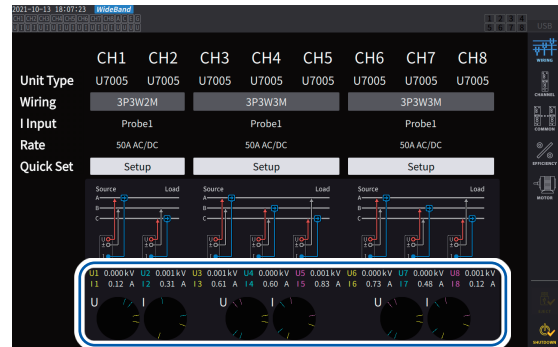 2021-10-13 18:07:23 WideBand
USB
CH1 CH2 CH3 CH4 CH5 CH6 CH7 CH8
Unit Type U7005 U7005 U7005 U7005 U7005 U7005 U7005 U7005
Wiring 3P3W2M 3P3W3M 3P3W3M
I Input Probe1 Probe1 Probe1
Rate 50A AC/DC 50A AC/DC 50A AC/DC
Quick Set Setup Setup Setup
Source Load Source Load Source Load
A A A
B B B
C C C
U1 0.000 kV U2 0.001 kV U3 0.001 kV U4 0.000 kV U5 0.001 kV U6 0.000 kV U7 0.001 kV U8 0.001 kV
I1 0.12 A I2 0.31 A I3 0.61 A I4 0.60 A I5 0.83 A I6 0.73 A I7 0.48 A I8 0.12 A
U I U I U I
WIRING
CHANNEL
COMMON
EFFICIENCY
MOTOR
SHUTDOWN